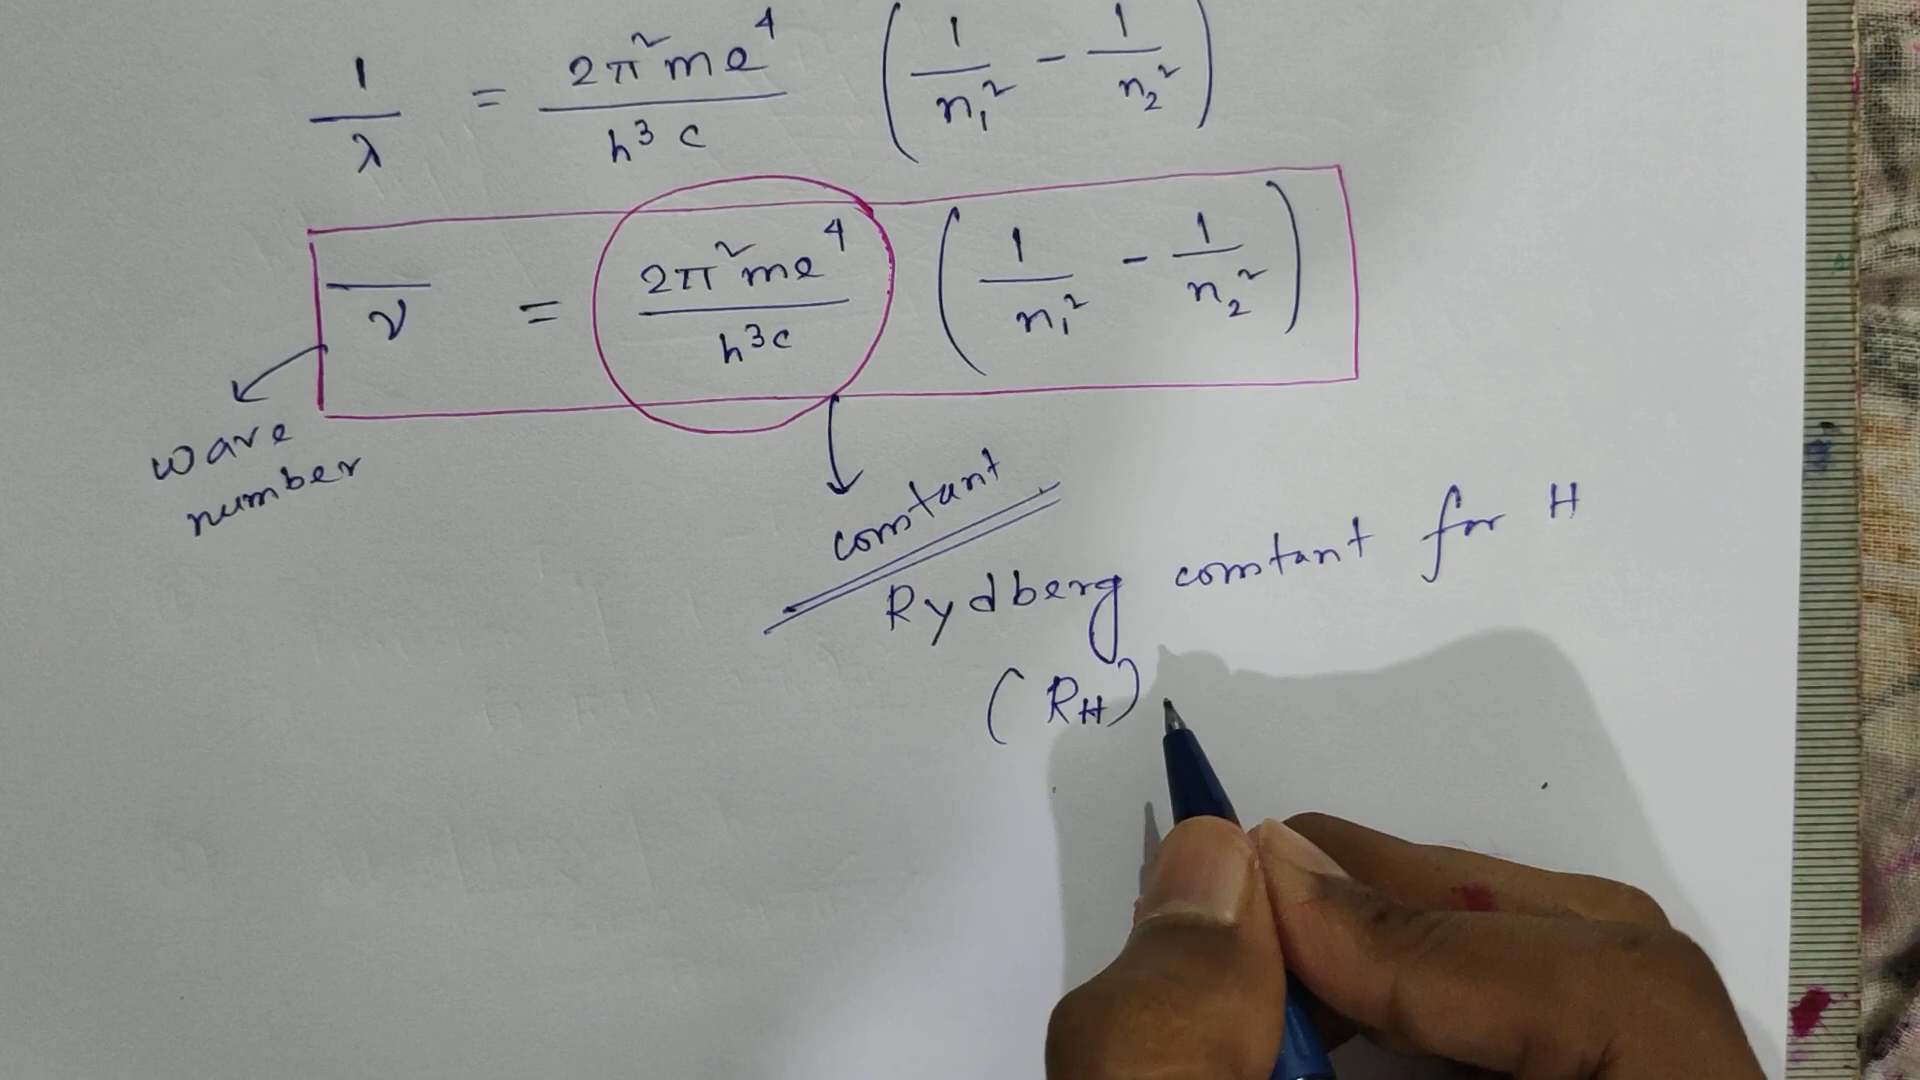 1/λ = 2π²me⁴/h³c (1/n₁² - 1/n₂²)
ν̅ = 2π²me⁴/h³c (1/n₁² - 1/n₂²)
wave
number
constant
Rydberg constant for H
(R_H)